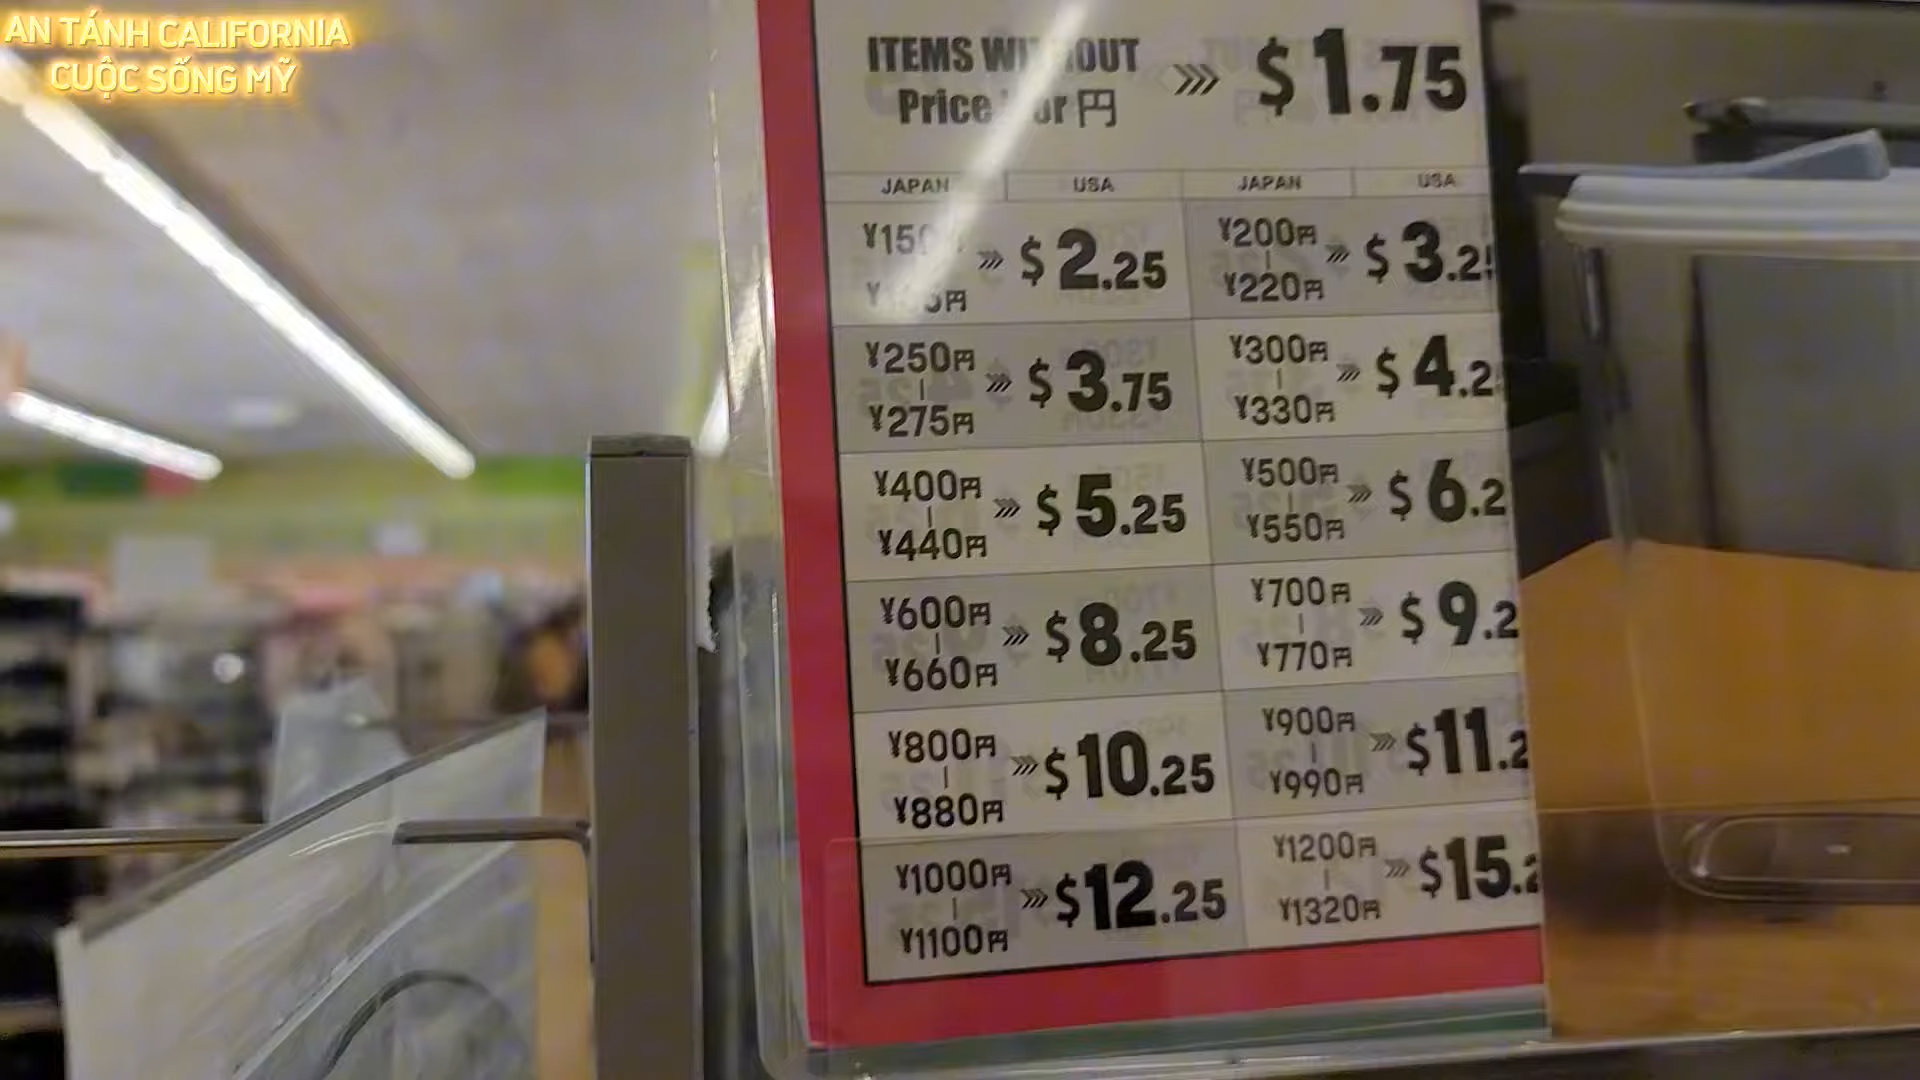 AN TÁNH CALIFORNIA
CUỘC SỐNG MỸ
ITEMS
Price 円
$1.75
JAPAN USA JAPAN USA
$2.25
¥200円
¥220円
$3.2
¥250円
¥275円
$3.75
¥300円
¥330円
$4.2
¥400円
¥440円
$5.25
¥500円
¥550円
$6.2
¥600円
¥660円
$8.25
¥700円
¥770円
$9.2
¥800円
¥880円
$10.25
¥900円
¥990円
$11.2
¥1000円
¥1100円
$12.25
¥1200円
¥1320円
$15.2